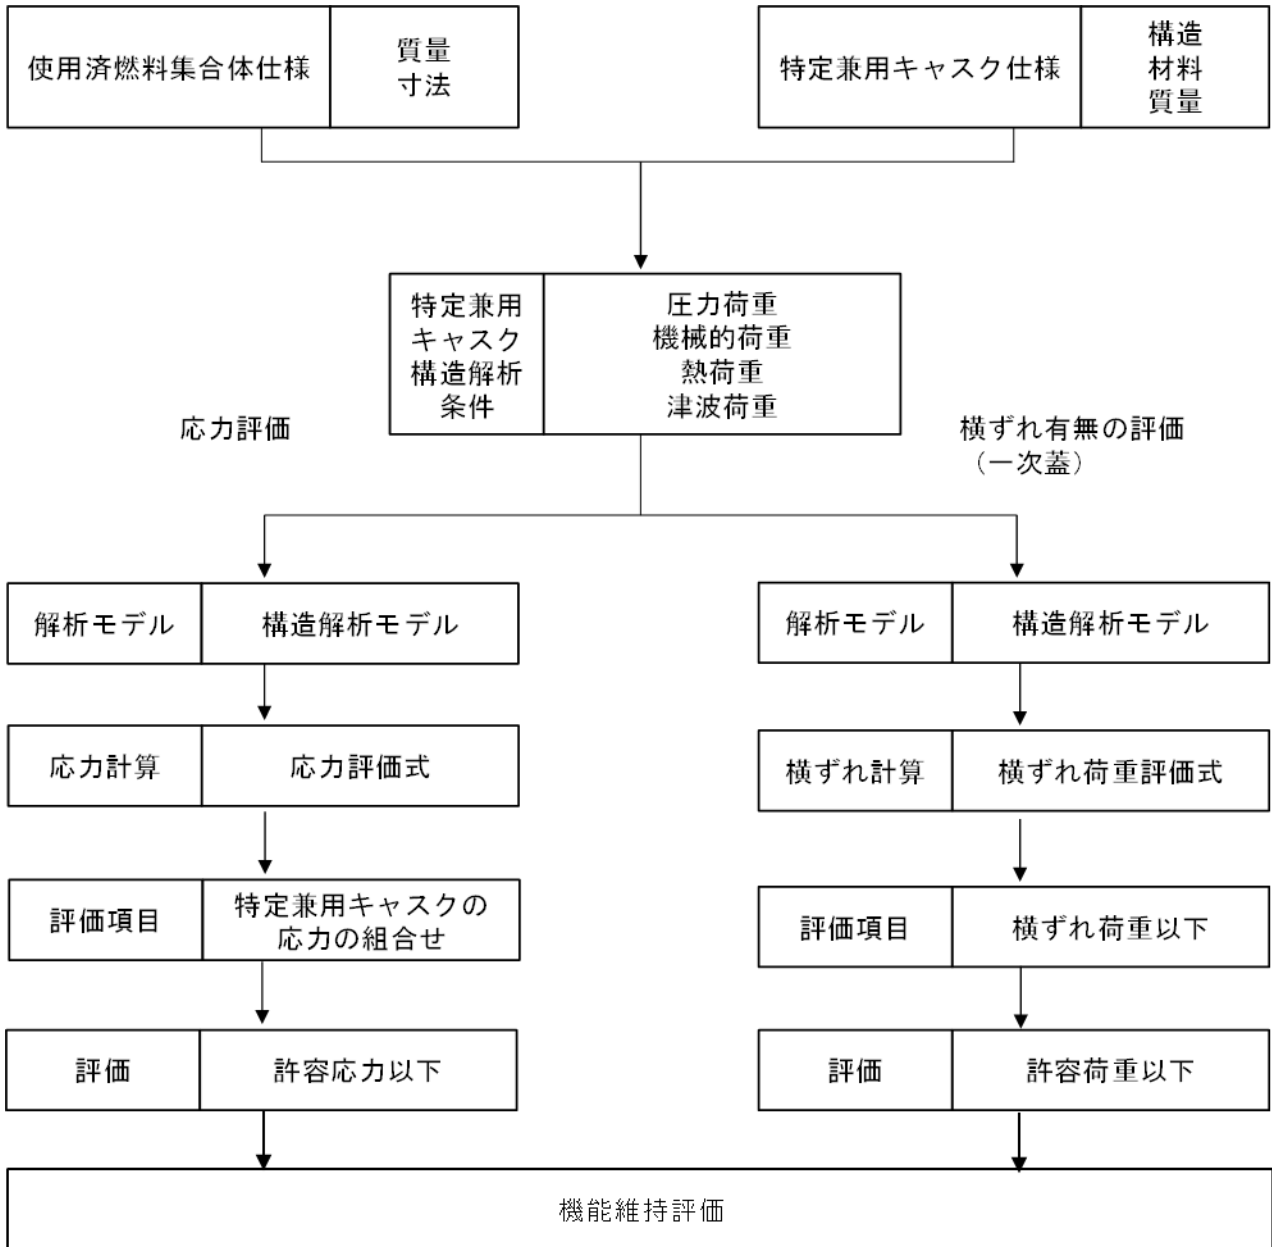 使用済燃料集合体仕様
質量
寸法
特定兼用キャスク仕様
構造
材料
質量
特定兼用
キャスク
構造解析
条件
圧力荷重
機械的荷重
熱荷重
津波荷重
応力評価
横ずれ有無の評価
（一次蓋）
解析モデル
構造解析モデル
応力計算
応力評価式
評価項目
特定兼用キャスクの
応力の組合せ
評価
許容応力以下
解析モデル
構造解析モデル
横ずれ計算
横ずれ荷重評価式
評価項目
横ずれ荷重以下
評価
許容荷重以下
機能維持評価